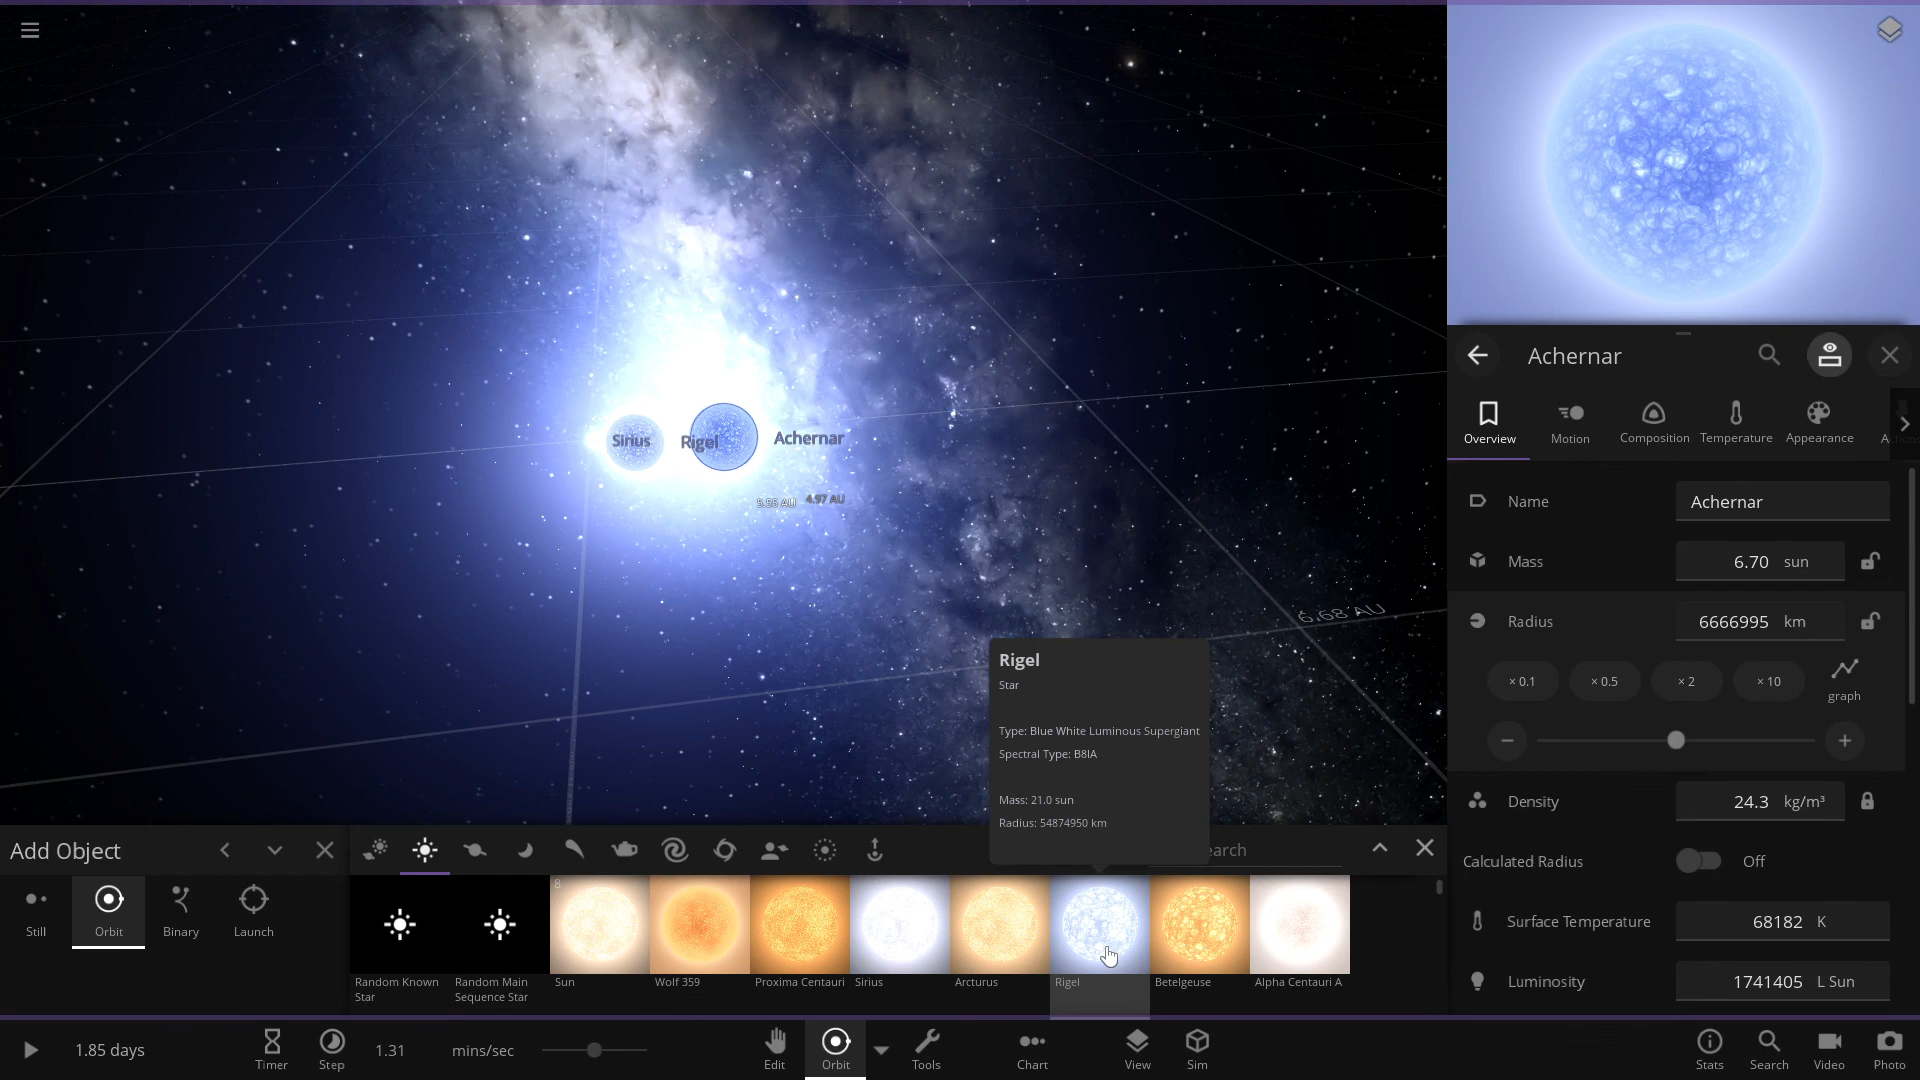 Sirius
Rigel
Achernar
5.55 AU
4.97 AU
6.68 AU
Rigel
Star
Type: Blue White Luminous Supergiant
Spectral Type: B8IA
Mass: 21.0 sun
Radius: 54874950 km
Achernar
Overview
Motion
Composition
Temperature
Appearance
Name
Achernar
Mass
6.70 sun
Radius
6666995 km
× 0.1
× 0.5
× 2
× 10
graph
Density
24.3 kg/m³
Calculated Radius
Off
Surface Temperature
68182 K
Luminosity
1741405 L Sun
Add Object
Still
Orbit
Binary
Launch
earch
8
Random Known
Star
Random Main
Sequence Star
Sun
Wolf 359
Proxima Centauri
Sirius
Arcturus
Rigel
Betelgeuse
Alpha Centauri A
1.85 days
Timer
Step
1.31
mins/sec
Edit
Orbit
Tools
Chart
View
Sim
Stats
Search
Video
Photo